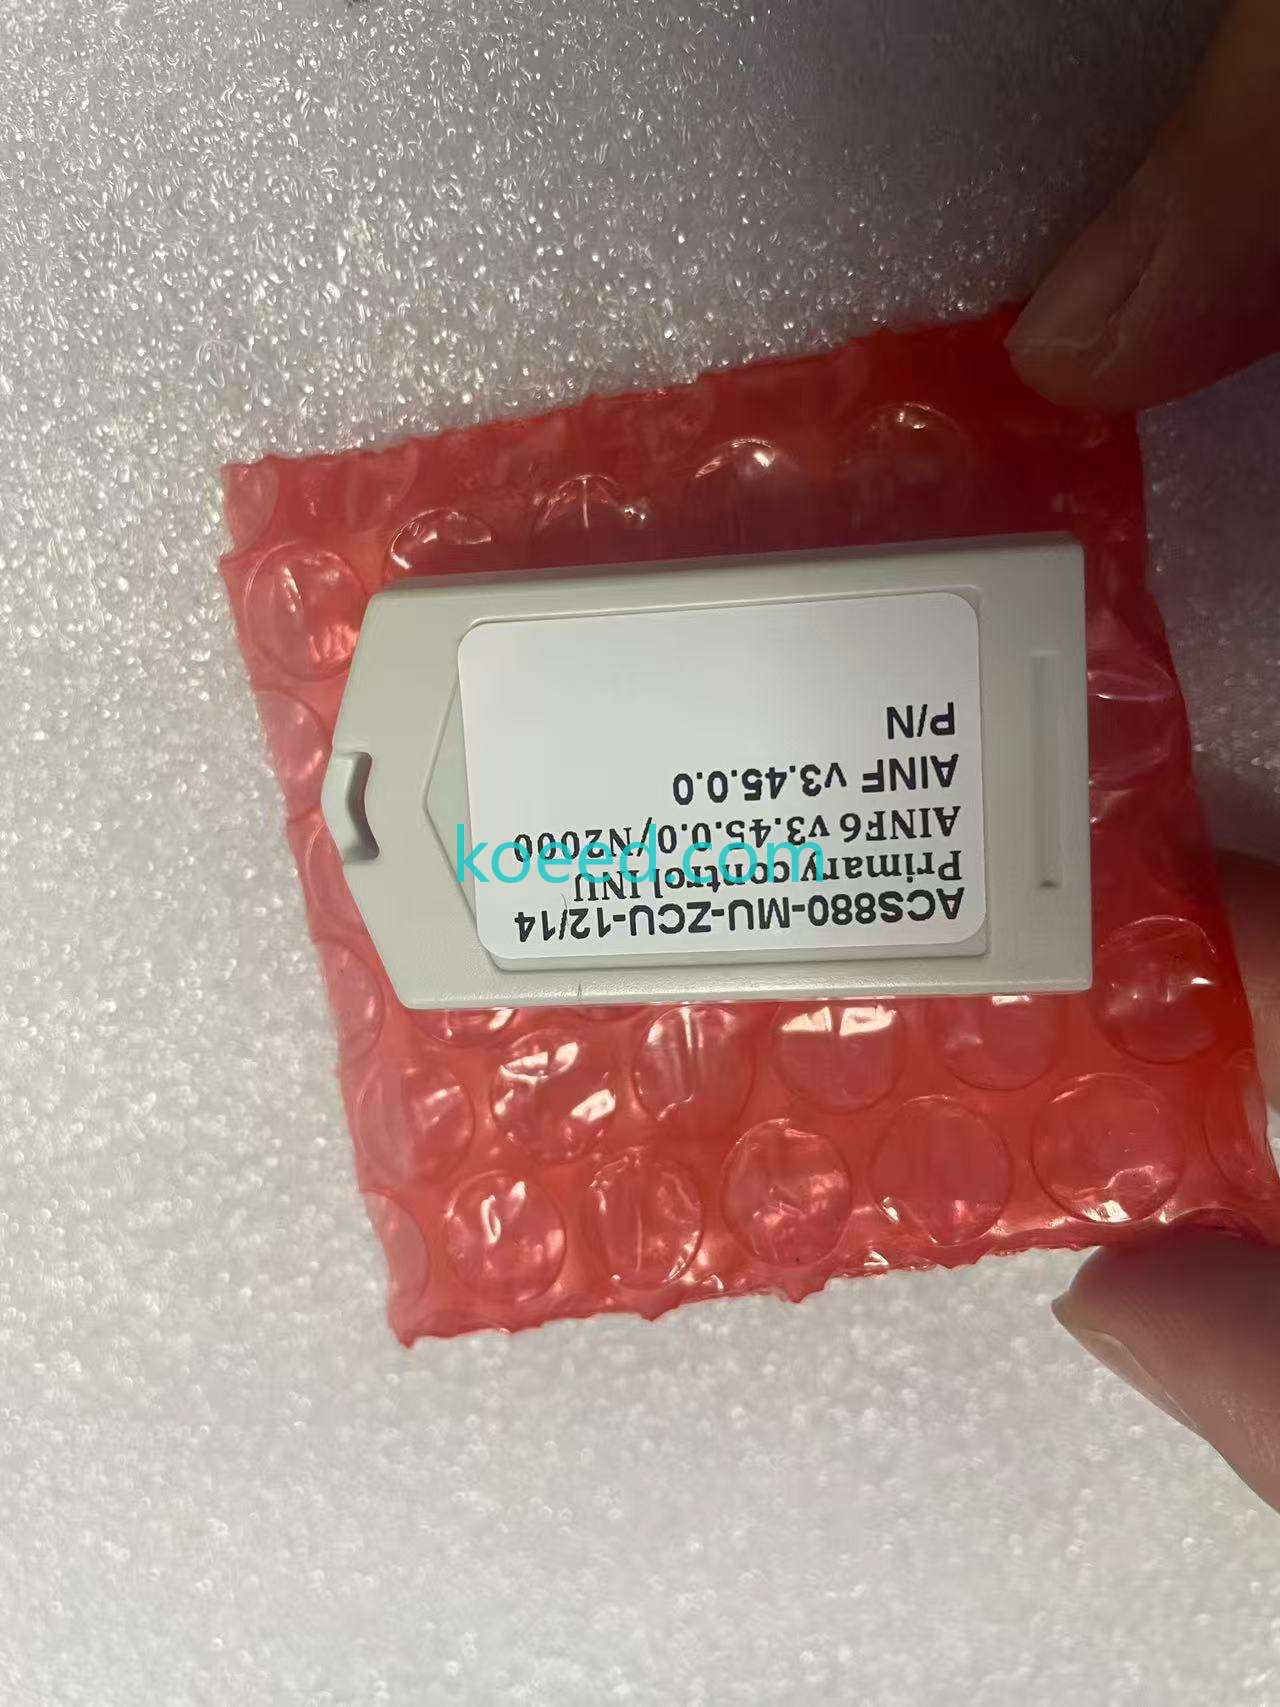 ACS880-MU-ZCU-12/14
Primary control INU
AINF6 v3.45.0.0/N2000
AINF v3.45.0.0
P/N
koeed.com